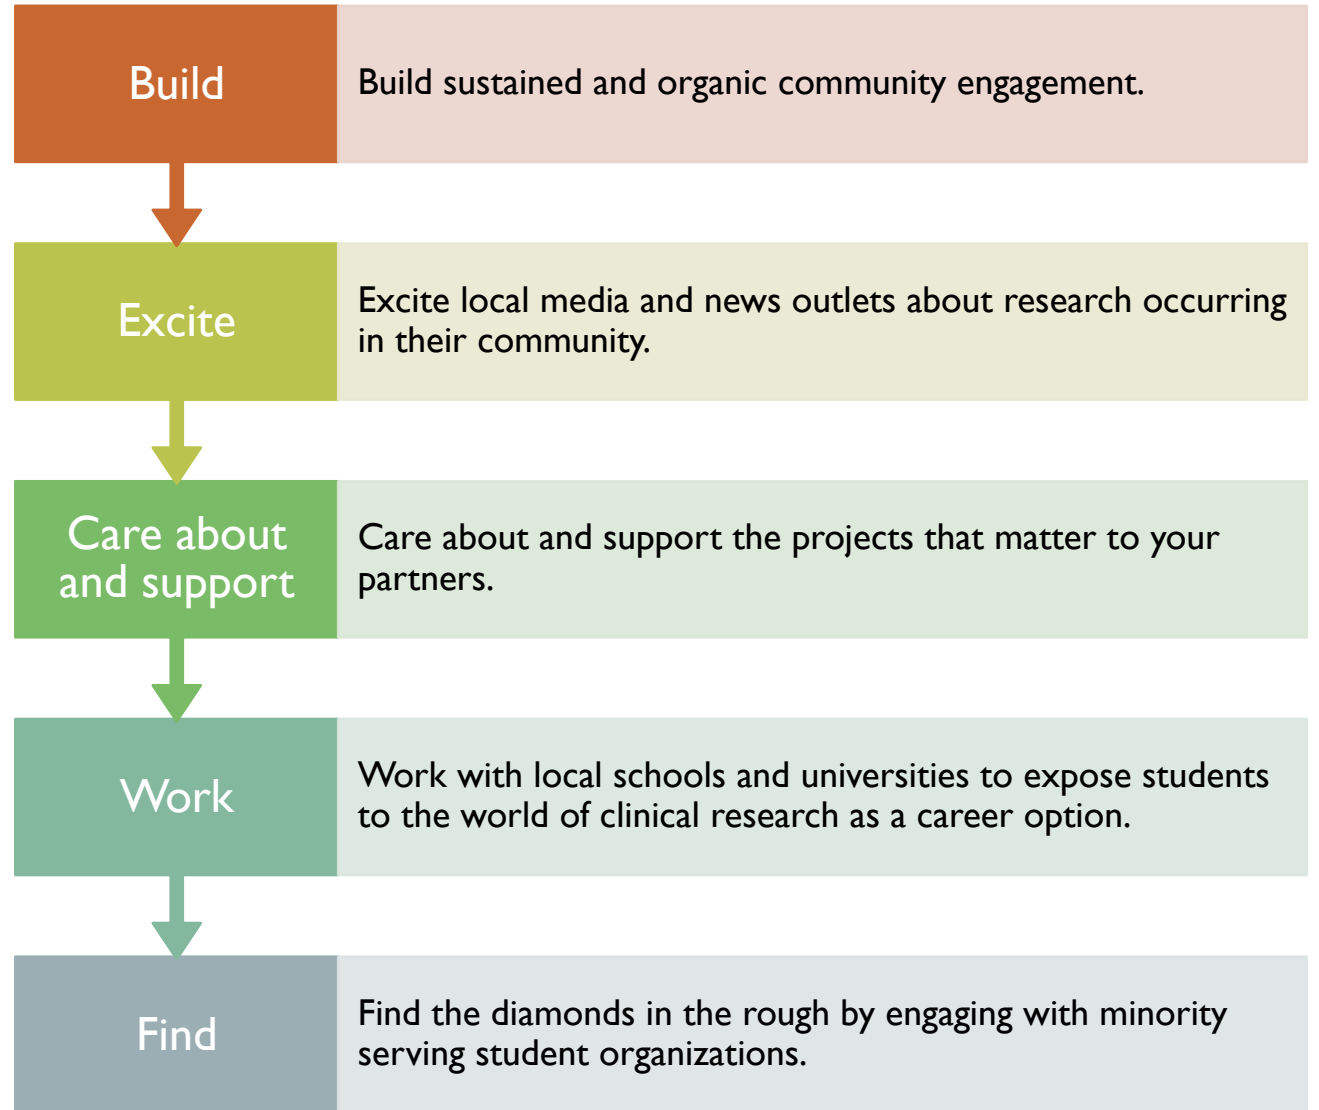 Build
Build sustained and organic community engagement.
Excite
Excite local media and news outlets about research occurring
in their community.
Care about
and support
Care about and support the projects that matter to your
partners.
Work
Work with local schools and universities to expose students
to the world of clinical research as a career option.
Find
Find the diamonds in the rough by engaging with minority
serving student organizations.